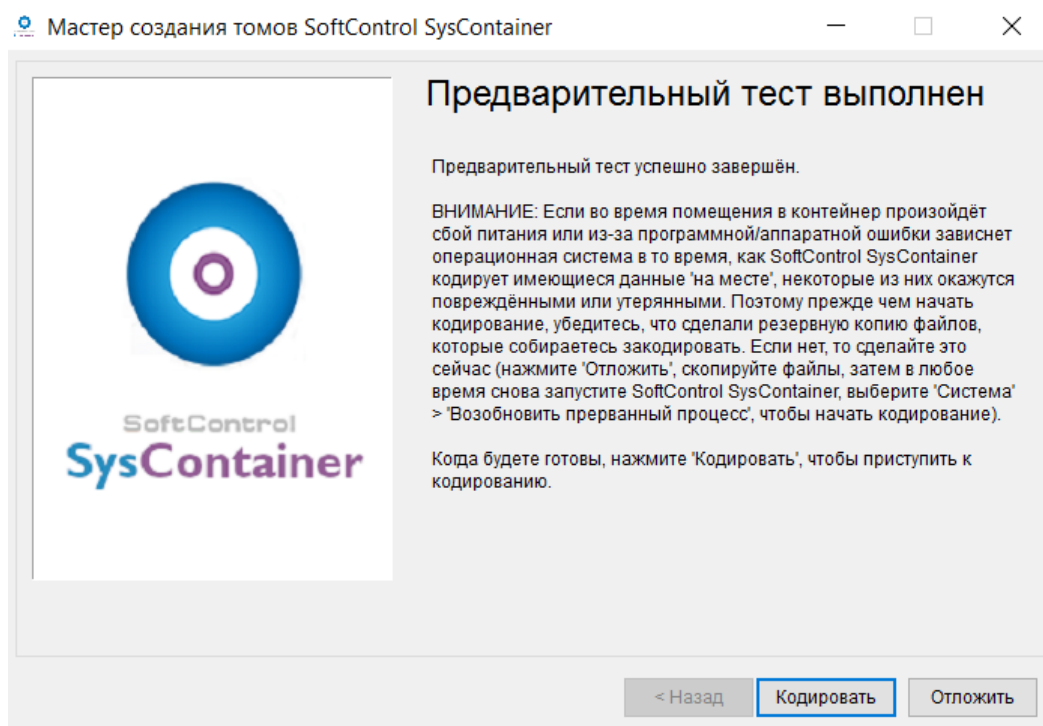 Мастер создания томов SoftControl SysContainer
Предварительный тест выполнен
Предварительный тест успешно завершён.
ВНИМАНИЕ: Если во время помещения в контейнер произойдёт
сбой питания или из-за программной/аппаратной ошибки зависнет
операционная система в то время, как SoftControl SysContainer
кодирует имеющиеся данные 'на месте', некоторые из них окажутся
повреждёнными или утерянными. Поэтому прежде чем начать
кодирование, убедитесь, что сделали резервную копию файлов,
которые собираетесь закодировать. Если нет, то сделайте это
сейчас (нажмите 'Отложить', скопируйте файлы, затем в любое
время снова запустите SoftControl SysContainer, выберите 'Система'
> 'Возобновить прерванный процесс', чтобы начать кодирование).
Когда будете готовы, нажмите 'Кодировать', чтобы приступить к
кодированию.
SoftControl
SysContainer
< Назад
Кодировать
Отложить